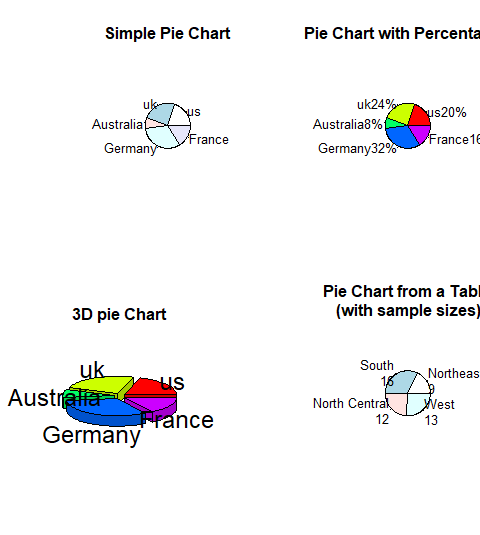 Simple Pie Chart
uk
us
Australia
Germany
France
Pie Chart with Percenta
uk24%
us20%
Australia8%
Germany32%
France16
3D pie Chart
uk
us
Australia
France
Germany
Pie Chart from a Tabl
(with sample sizes)
South
16
Northeas
9
North Central
12
West
13